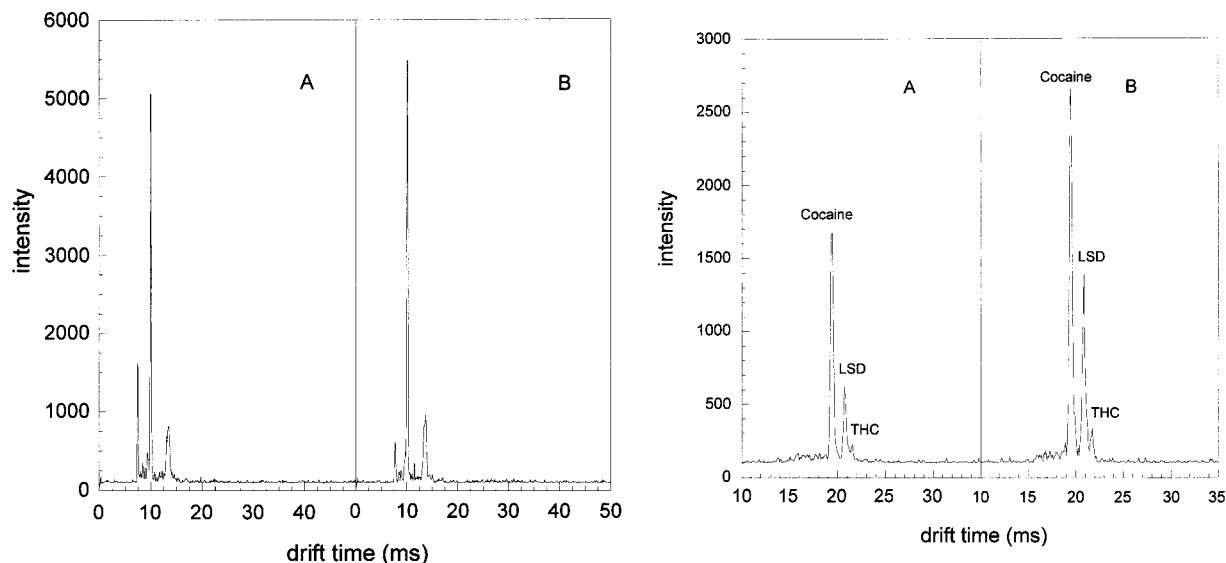 6000
5000
4000
3000
2000
1000
0
intensity
A
B
0 10 20 30 40 0 10 20 30 40 50
drift time (ms)
3000
2500
2000
1500
1000
500
0
intensity
A
B
Cocaine
LSD
THC
Cocaine
LSD
THC
10 15 20 25 30 10 15 20 25 30 35
drift time (ms)